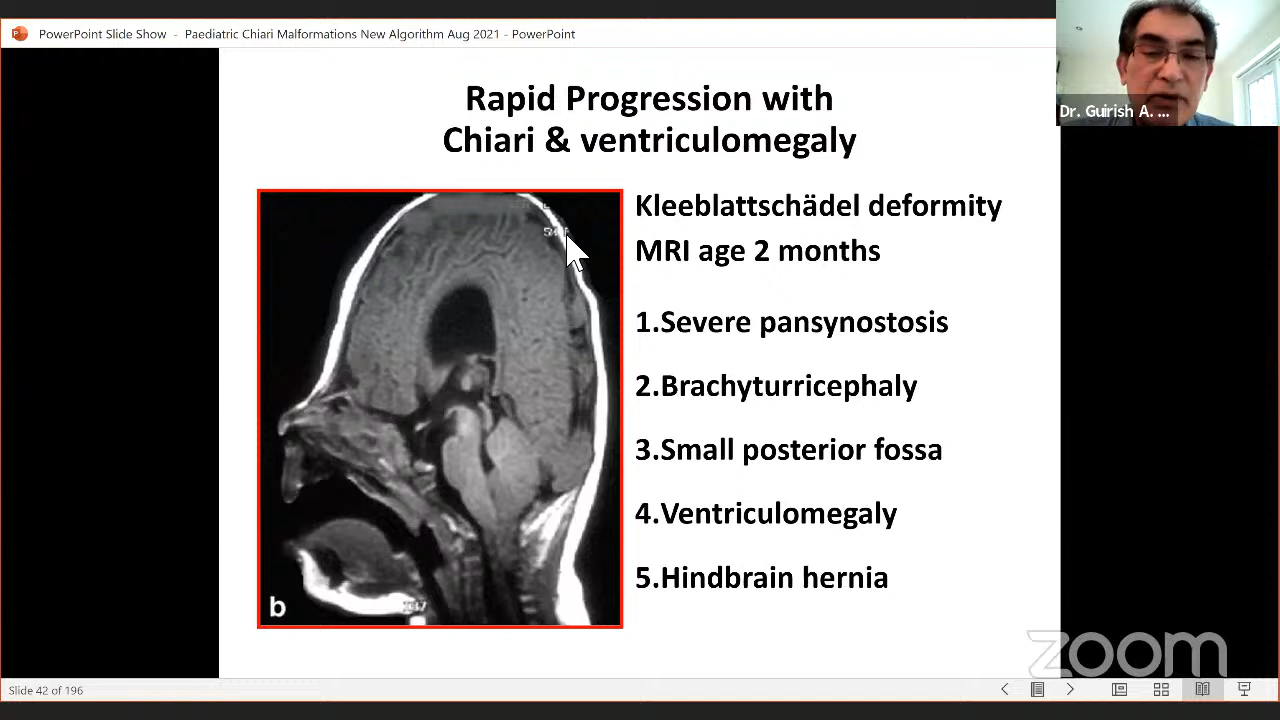 PowerPoint Slide Show - Paediatric Chiari Malformations New Algorithm Aug 2021 - PowerPoint
Dr. Guirish A. ...
Rapid Progression with
Chiari & ventriculomegaly
Kleeblattschädel deformity
MRI age 2 months
1.Severe pansynostosis
2.Brachyturricephaly
3.Small posterior fossa
4.Ventriculomegaly
5.Hindbrain hernia
b
zoom
Slide 42 of 196